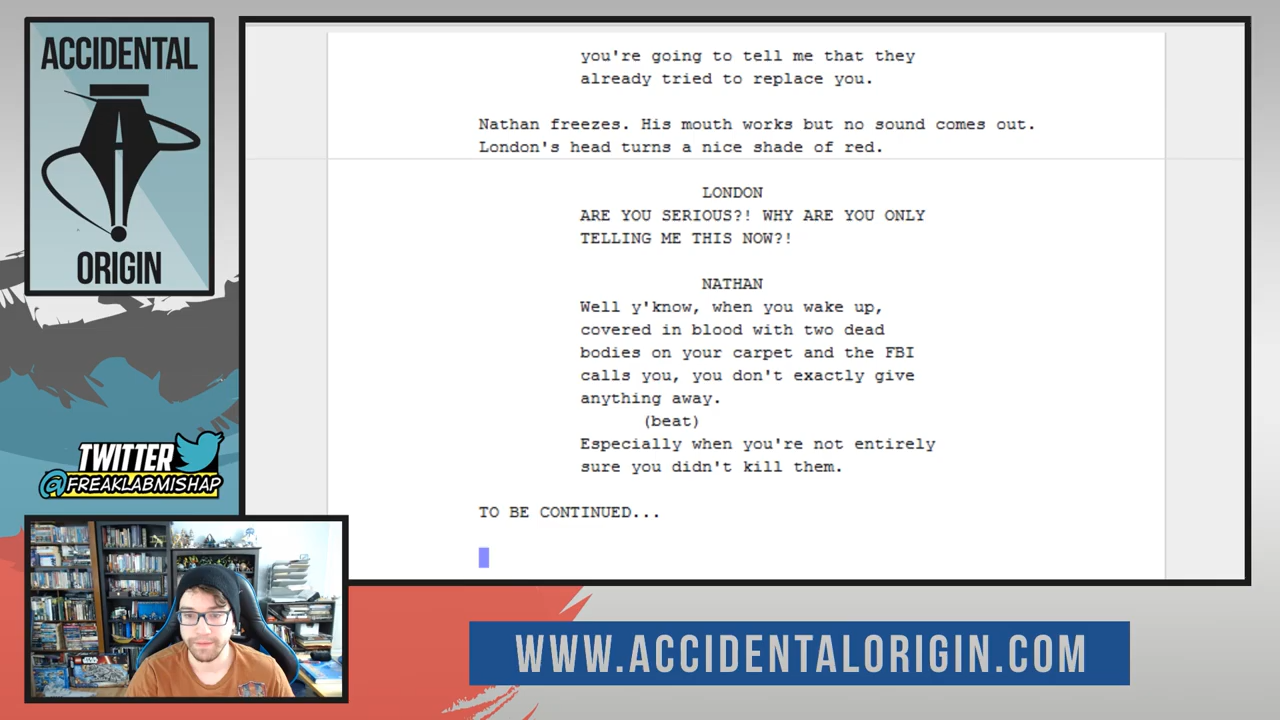 ACCIDENTAL
ORIGIN
you're going to tell me that they
already tried to replace you.
Nathan freezes. His mouth works but no sound comes out.
London's head turns a nice shade of red.
LONDON
ARE YOU SERIOUS?! WHY ARE YOU ONLY
TELLING ME THIS NOW?!
NATHAN
Well y'know, when you wake up,
covered in blood with two dead
bodies on your carpet and the FBI
calls you, you don't exactly give
anything away.
(beat)
Especially when you're not entirely
sure you didn't kill them.
TO BE CONTINUED...
TWITTER
@FREAKLABMISHAP
WWW.ACCIDENTALORIGIN.COM